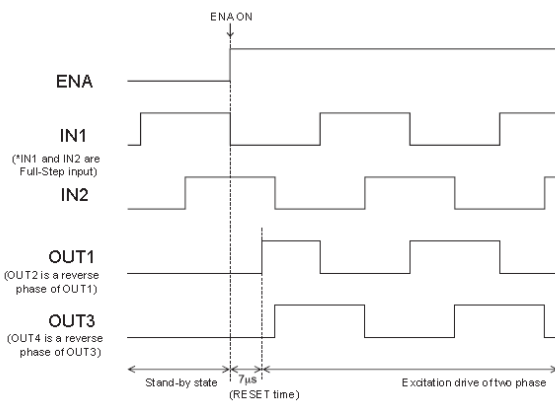 ENA ON
ENA
IN1
(*IN1 and IN2 are
Full-Step input)
IN2
OUT1
(OUT2 is a reverse
phase of OUT1)
OUT3
(OUT4 is a reverse
phase of OUT3)
Stand-by state
7μs
(RESET time)
Excitation drive of two phase